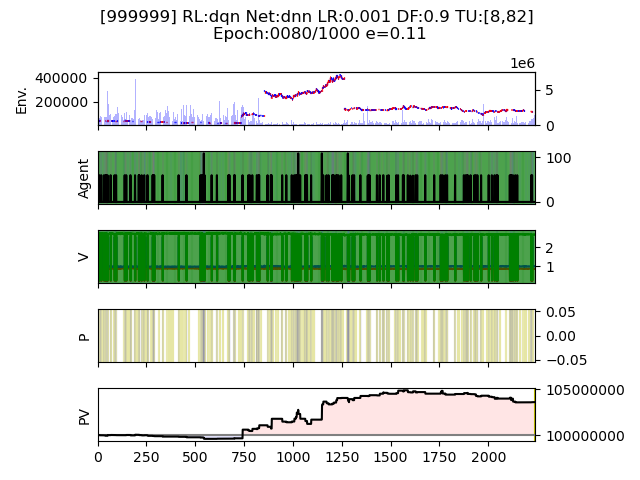 [999999] RL:dqn Net:dnn LR:0.001 DF:0.9 TU:[8,82]
Epoch:0080/1000 e=0.11
1e6
Env.
400000
200000
5
0
Agent
100
0
V
2
1
P
0.05
0.00
−0.05
PV
105000000
100000000
0 250 500 750 1000 1250 1500 1750 2000